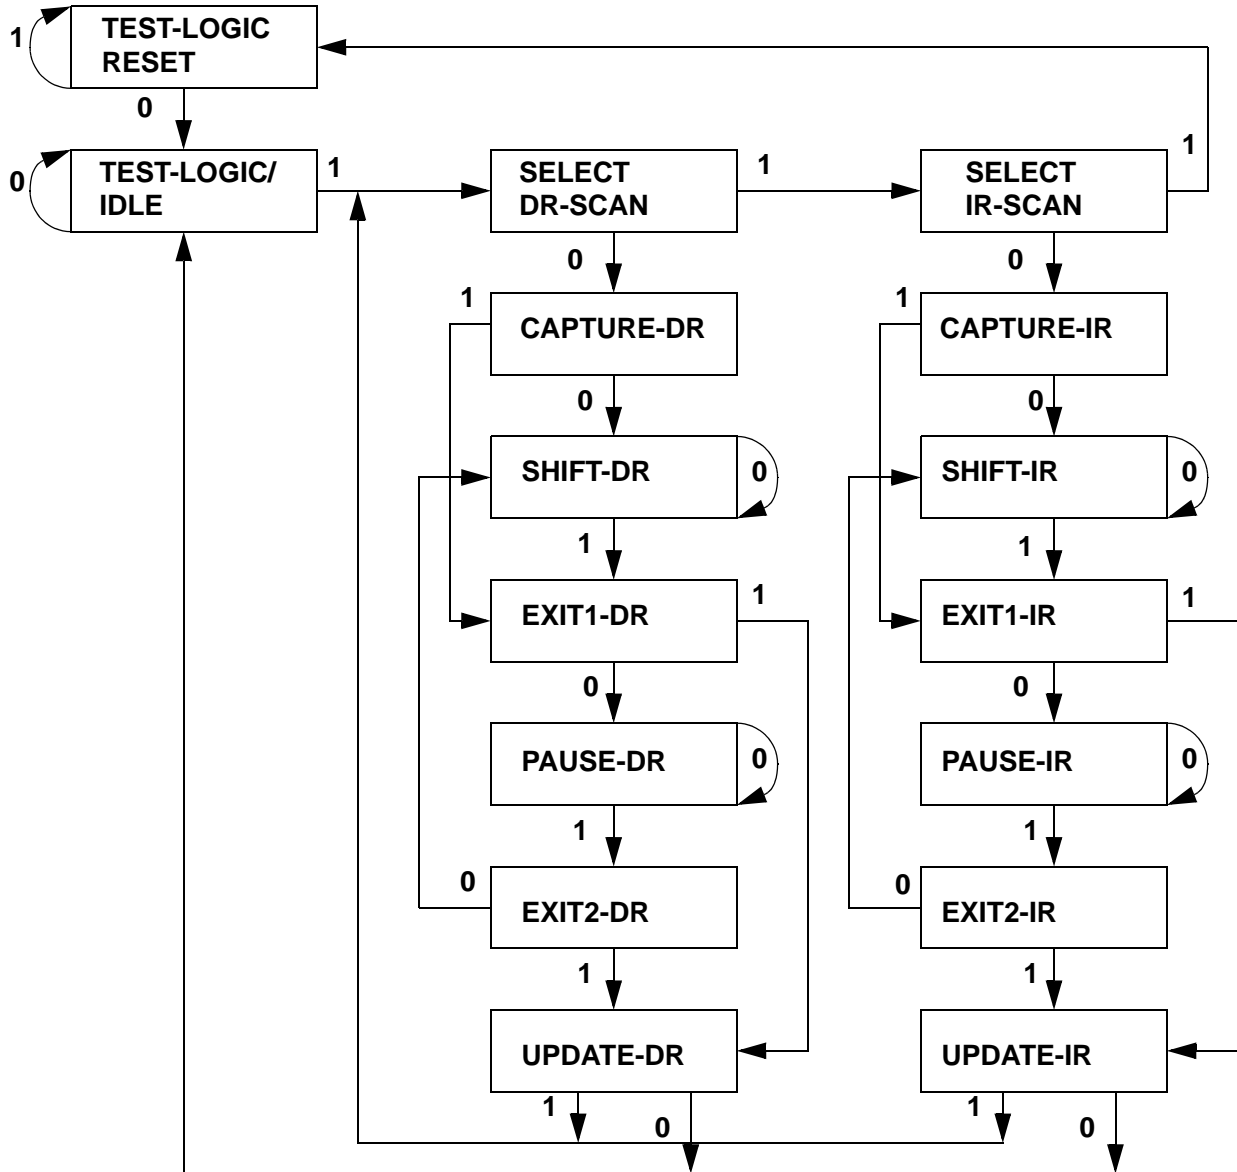 1
TEST-LOGIC
RESET
0
0
TEST-LOGIC/
IDLE
1
SELECT
DR-SCAN
1
SELECT
IR-SCAN
1
0
0
1
CAPTURE-DR
1
CAPTURE-IR
0
0
SHIFT-DR
0
SHIFT-IR
0
1
1
EXIT1-DR
1
EXIT1-IR
1
0
0
PAUSE-DR
0
PAUSE-IR
0
1
1
0
EXIT2-DR
0
EXIT2-IR
1
1
UPDATE-DR
UPDATE-IR
1
0
1
0